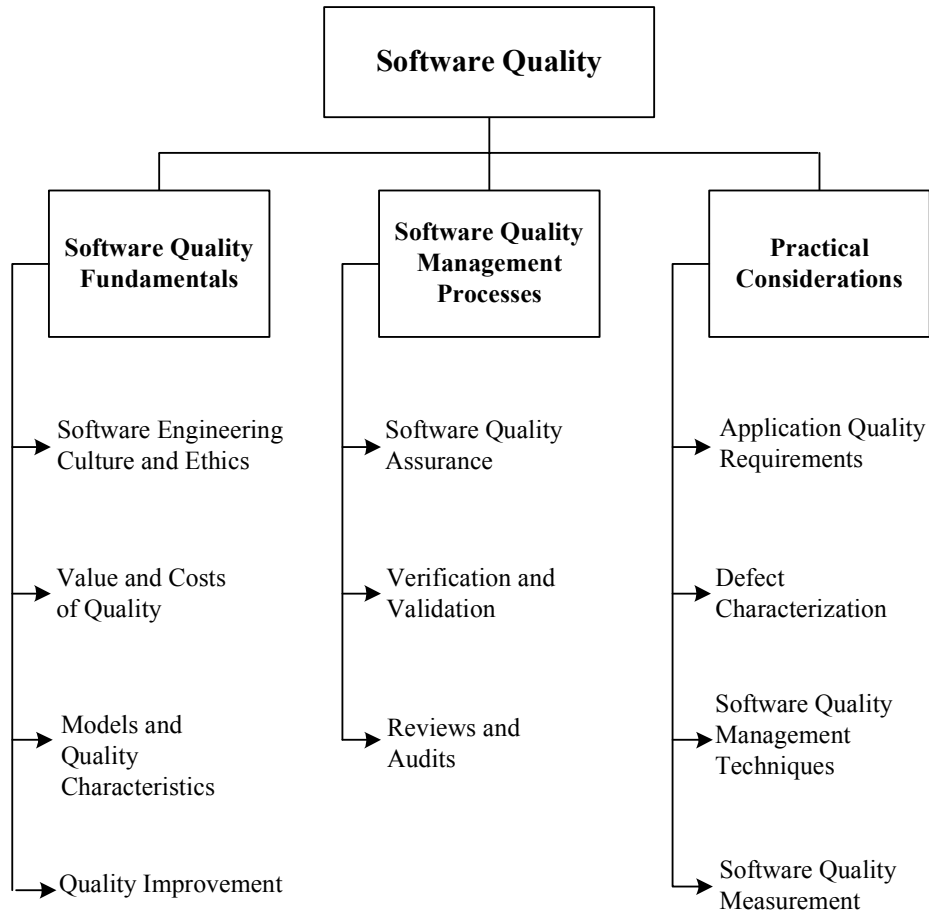 Software Quality
Software Quality
Fundamentals
Software Engineering
Culture and Ethics
Value and Costs
of Quality
Models and
Quality
Characteristics
Quality Improvement
Software Quality
Management
Processes
Software Quality
Assurance
Verification and
Validation
Reviews and
Audits
Practical
Considerations
Application Quality
Requirements
Defect
Characterization
Software Quality
Management
Techniques
Software Quality
Measurement